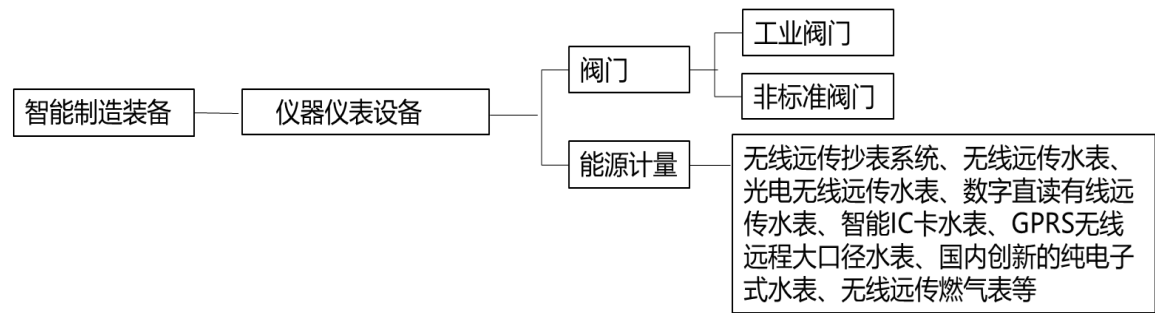 智能制造装备
仪器仪表设备
阀门
工业阀门
非标准阀门
能源计量
无线远传抄表系统、无线远传水表、
光电无线远传水表、数字直读有线远
传水表、智能IC卡水表、GPRS无线
远程大口径水表、国内创新的纯电子
式水表、无线远传燃气表等